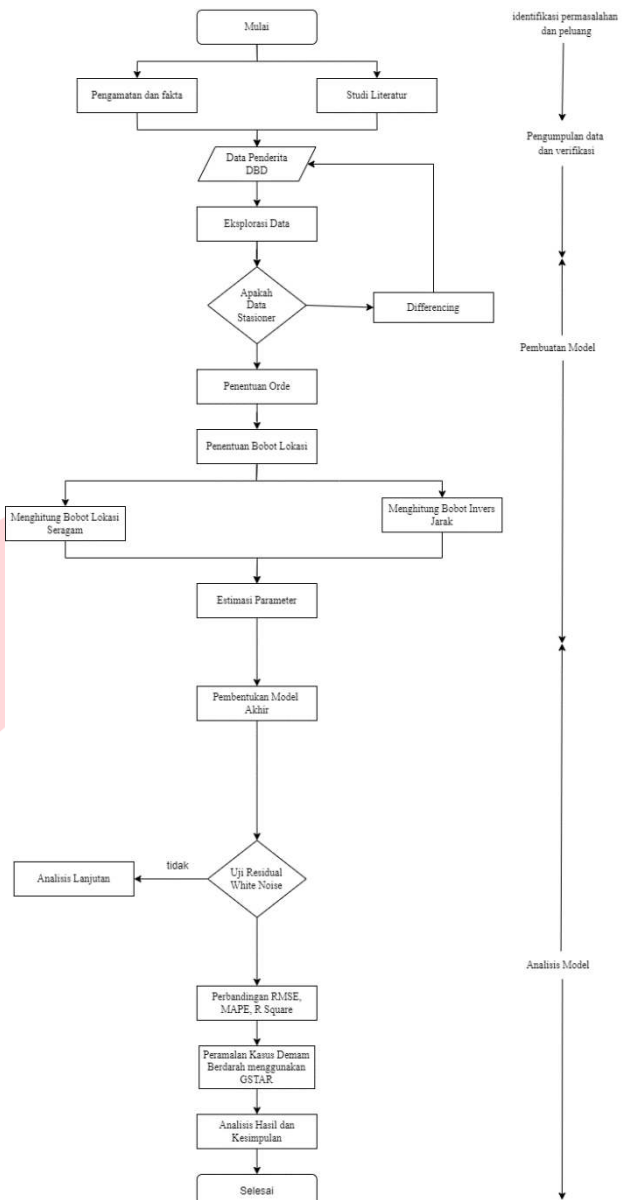 Mulai
identifikasi permasalahan
dan peluang
Pengamatan dan fakta
Studi Literatur
Pengumpulan data
dan verifikasi
Data Penderita
DBD
Eksplorasi Data
Apakah
Data
Stasioner
Differencing
Pembuatan Model
Penentuan Orde
Penentuan Bobot Lokasi
Menghitung Bobot Lokasi
Seragam
Menghitung Bobot Invers
Jarak
Estimasi Parameter
Pembentukan Model
Akhir
Uji Residual
White Noise
tidak
Analisis Lanjutan
Analisis Model
Perbandingan RMSE,
MAPE, R Square
Peramalan Kasus Demam
Berdarah menggunakan
GSTAR
Analisis Hasil dan
Kesimpulan
Selesai